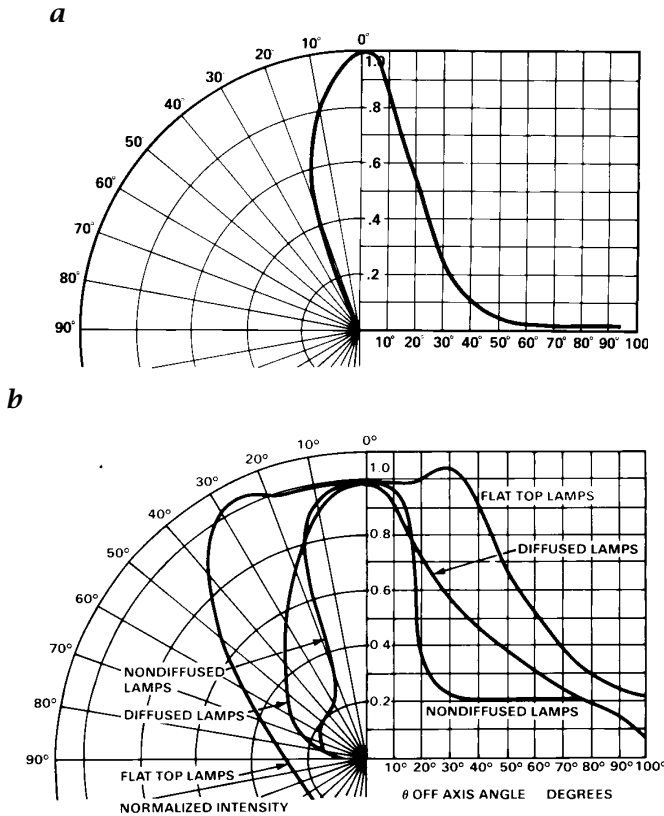 a
0°
10°
20°
30°
40°
50°
60°
70°
80°
90°
1.0
.8
.6
.4
.2
10° 20° 30° 40° 50° 60° 70° 80° 90° 100
b
0°
10°
20°
30°
40°
50°
60°
70°
80°
90°
1.0
0.8
0.6
0.4
0.2
FLAT TOP LAMPS
DIFFUSED LAMPS
NONDIFFUSED LAMPS
NONDIFFUSED
LAMPS
DIFFUSED LAMPS
FLAT TOP LAMPS
NORMALIZED INTENSITY
10° 20° 30° 40° 50° 60° 70° 80° 90° 100°
θ OFF AXIS ANGLE DEGREES